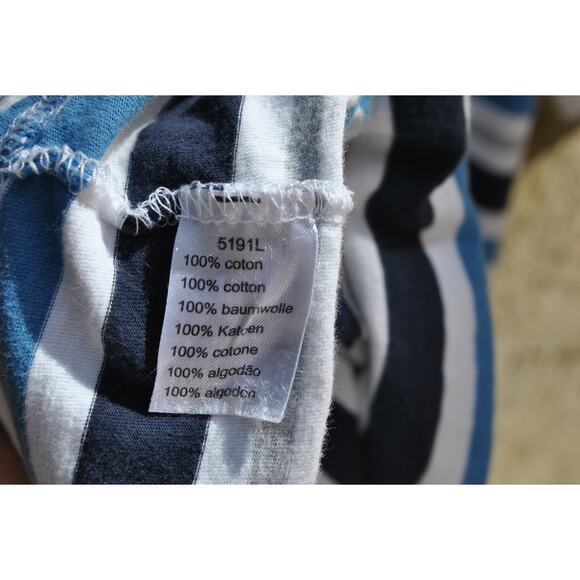 5191L
100% coton
100% cotton
100% baumwolle
100% Katoen
100% cotone
100% algodão
100% algodon